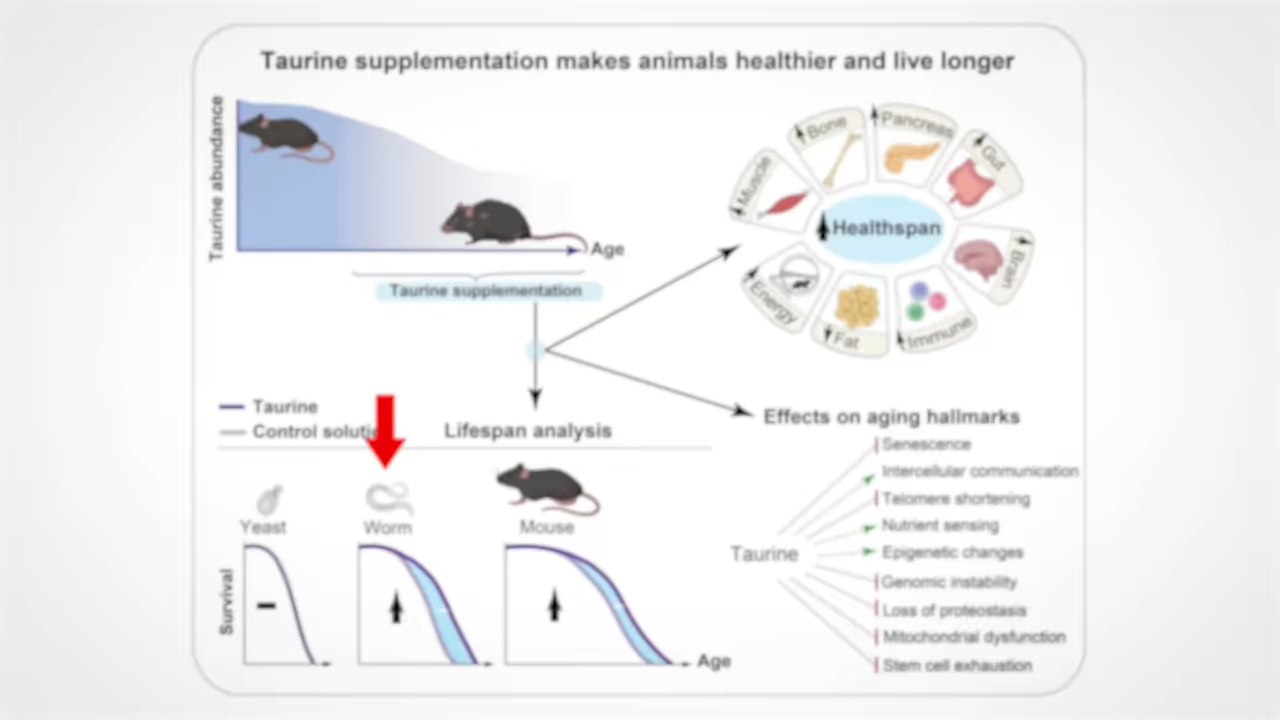 Taurine supplementation makes animals healthier and live longer
Taurine abundance
Age
Taurine supplementation
Muscle
Bone
Pancreas
Gut
Brain
Immune
Fat
Energy
Healthspan
Taurine
Control soluti
Lifespan analysis
Yeast
Worm
Mouse
Survival
Age
Effects on aging hallmarks
Taurine
Senescence
Intercellular communication
Telomere shortening
Nutrient sensing
Epigenetic changes
Genomic instability
Loss of proteostasis
Mitochondrial dysfunction
Stem cell exhaustion